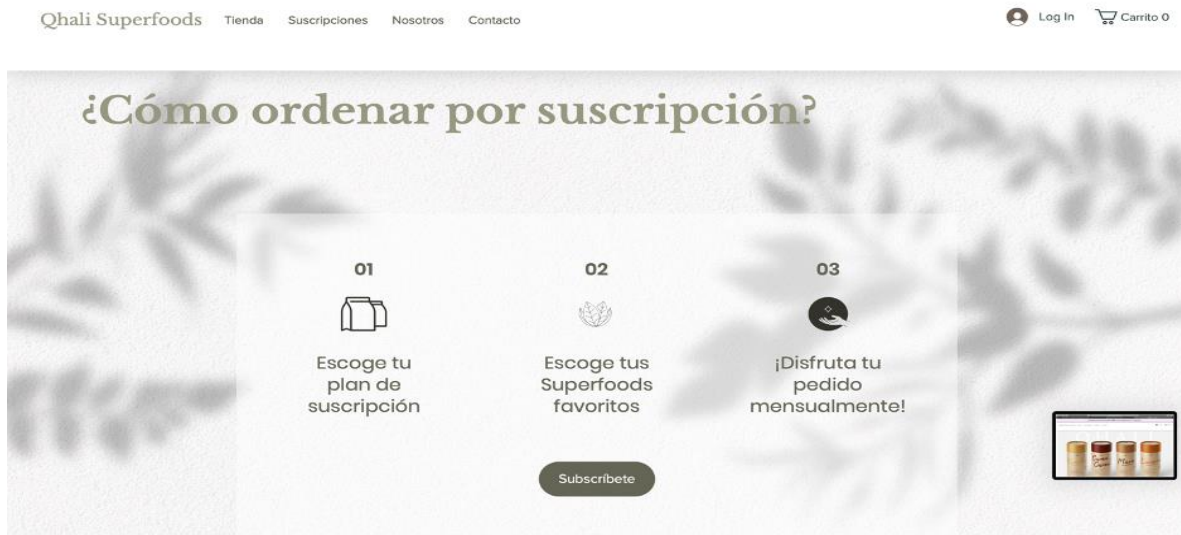 Qhali Superfoods Tienda Suscripciones Nosotros Contacto Log In Carrito 0
¿Cómo ordenar por suscripción?
01 02 03
Escoge tu Escoge tus ¡Disfruta tu
plan de Superfoods pedido
suscripción favoritos mensualmente!
Subscríbete